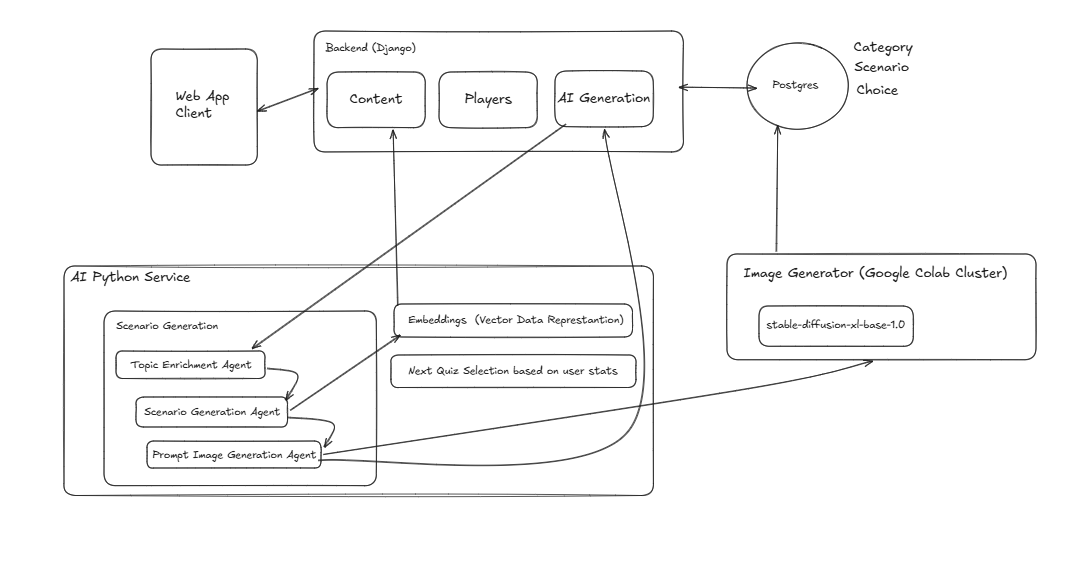 Backend (Django)
Web App
Client
Content
Players
AI Generation
Postgres
Category
Scenario
Choice
AI Python Service
Scenario Generation
Topic Enrichment Agent
Scenario Generation Agent
Prompt Image Generation Agent
Embeddings (Vector Data Represtantion)
Next Quiz Selection based on user stats
Image Generator (Google Colab Cluster)
stable-diffusion-xl-base-1.0